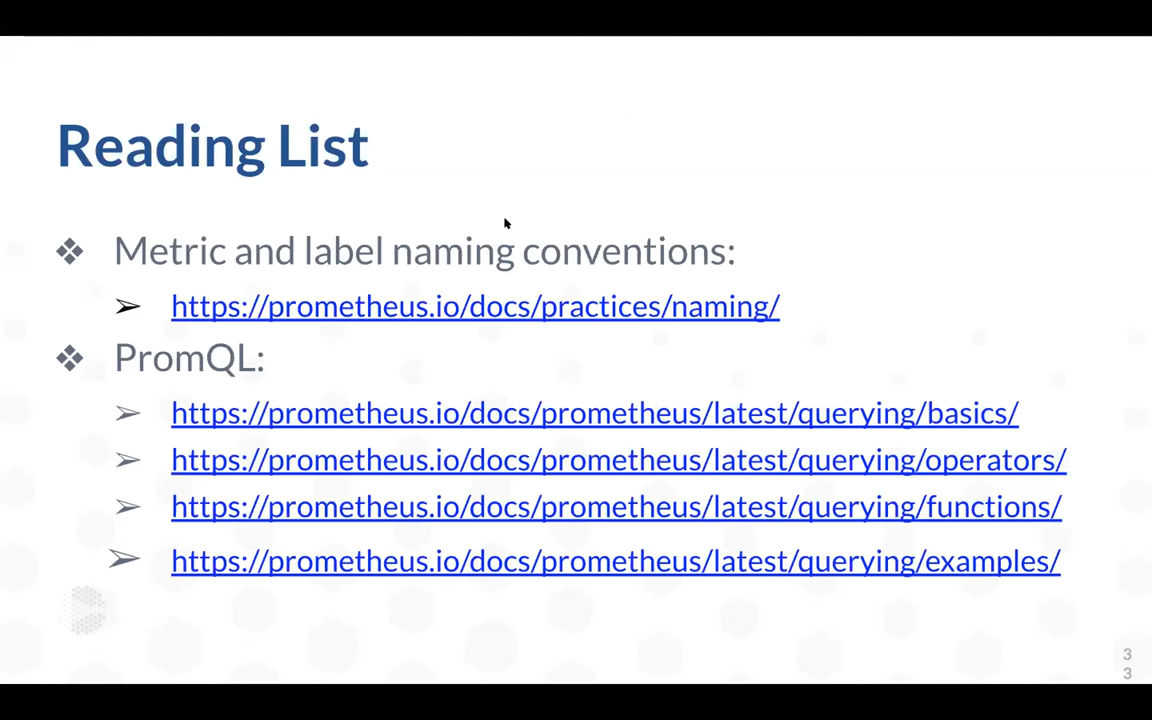 Reading List
❖ Metric and label naming conventions:
➢ https://prometheus.io/docs/practices/naming/
❖ PromQL:
➢ https://prometheus.io/docs/prometheus/latest/querying/basics/
➢ https://prometheus.io/docs/prometheus/latest/querying/operators/
➢ https://prometheus.io/docs/prometheus/latest/querying/functions/
➢ https://prometheus.io/docs/prometheus/latest/querying/examples/
3
3